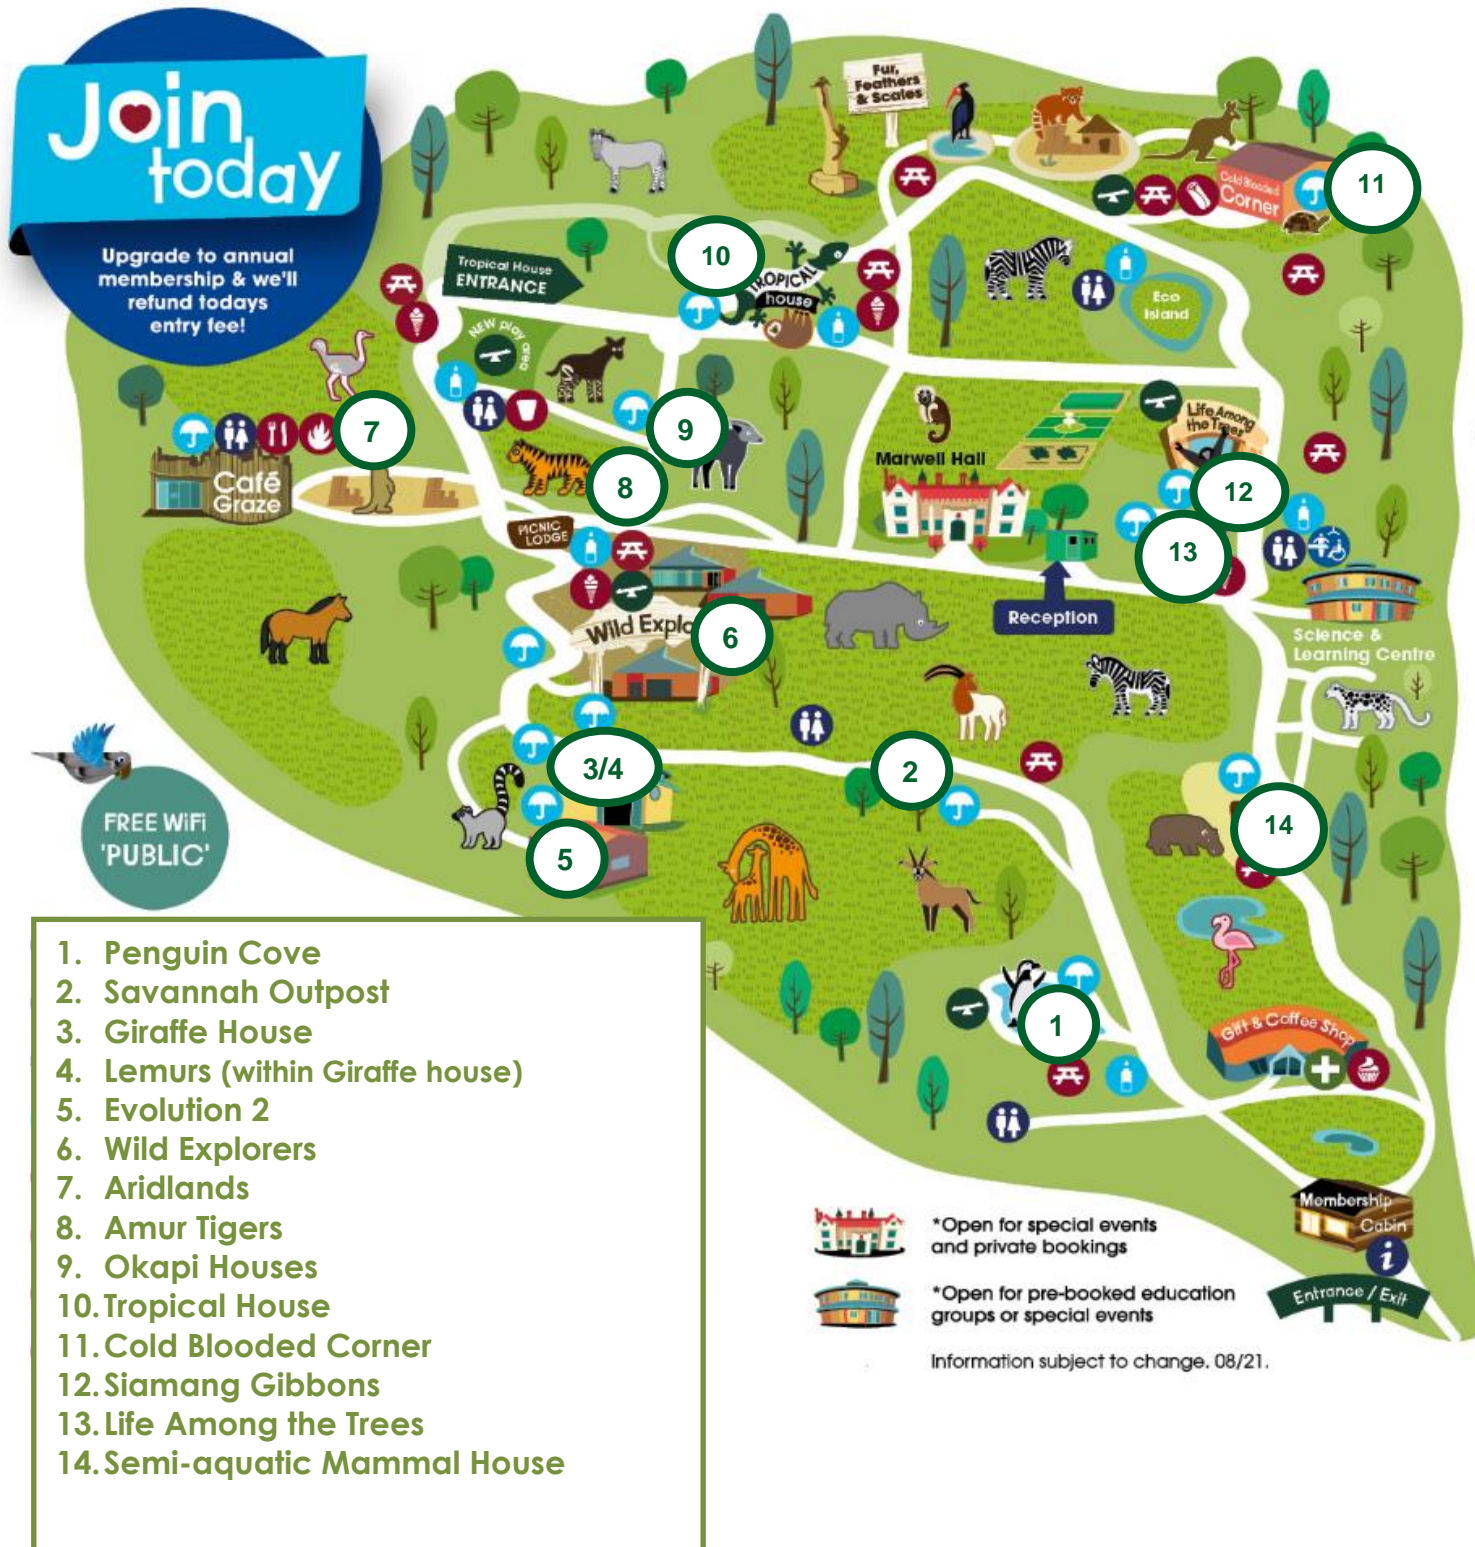 Join
today
Upgrade to annual
membership & we'll
refund todays
entry fee!
Fur,
Feathers
& Scales
Cold Blooded
Corner
11
10
Tropical House
ENTRANCE
TROPICAL
house
Eco
Island
NEW play area
7
9
8
Café
Graze
PICNIC
LODGE
Marwell Hall
Life Among
the Trees
12
13
Reception
Science &
Learning Centre
Wild Explo
6
3/4
2
5
14
FREE WiFi
'PUBLIC'
1
Gift & Coffee Shop
Membership
Cabin
i
Entrance / Exit
1. Penguin Cove
2. Savannah Outpost
3. Giraffe House
4. Lemurs (within Giraffe house)
5. Evolution 2
6. Wild Explorers
7. Aridlands
8. Amur Tigers
9. Okapi Houses
10. Tropical House
11. Cold Blooded Corner
12. Siamang Gibbons
13. Life Among the Trees
14. Semi-aquatic Mammal House
*Open for special events
and private bookings
*Open for pre-booked education
groups or special events
Information subject to change. 08/21.